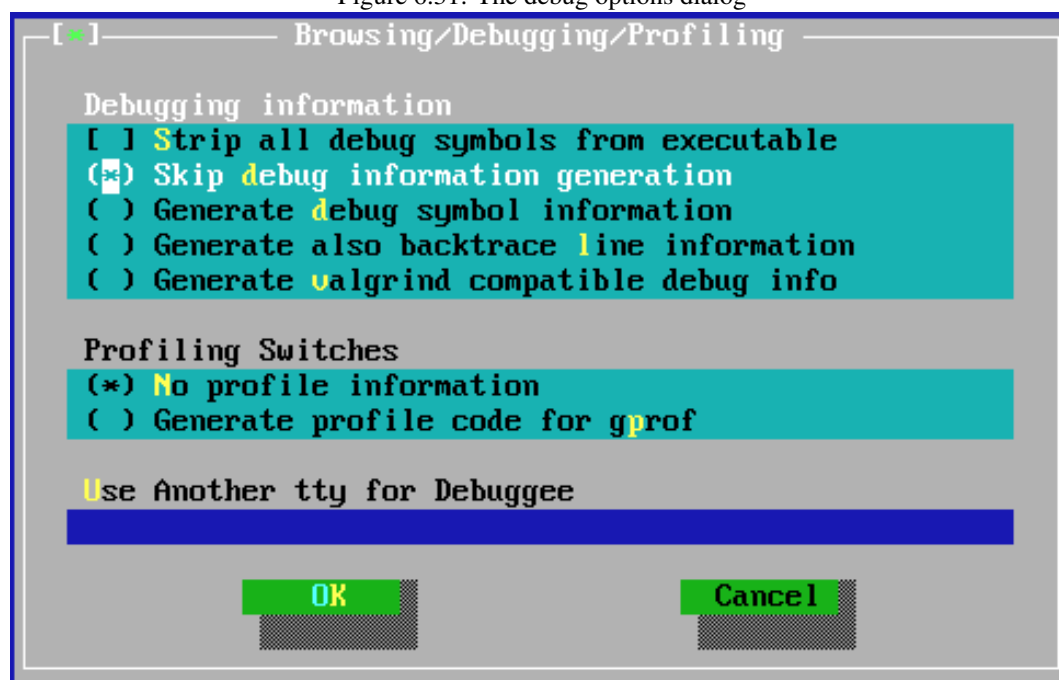 Figure 6.31: The debug options dialog
[*] Browsing/Debugging/Profiling
Debugging information
[ ] Strip all debug symbols from executable
(*) Skip debug information generation
( ) Generate debug symbol information
( ) Generate also backtrace line information
( ) Generate valgrind compatible debug info
Profiling Switches
(*) No profile information
( ) Generate profile code for gprof
Use Another tty for Debuggee
OK Cancel